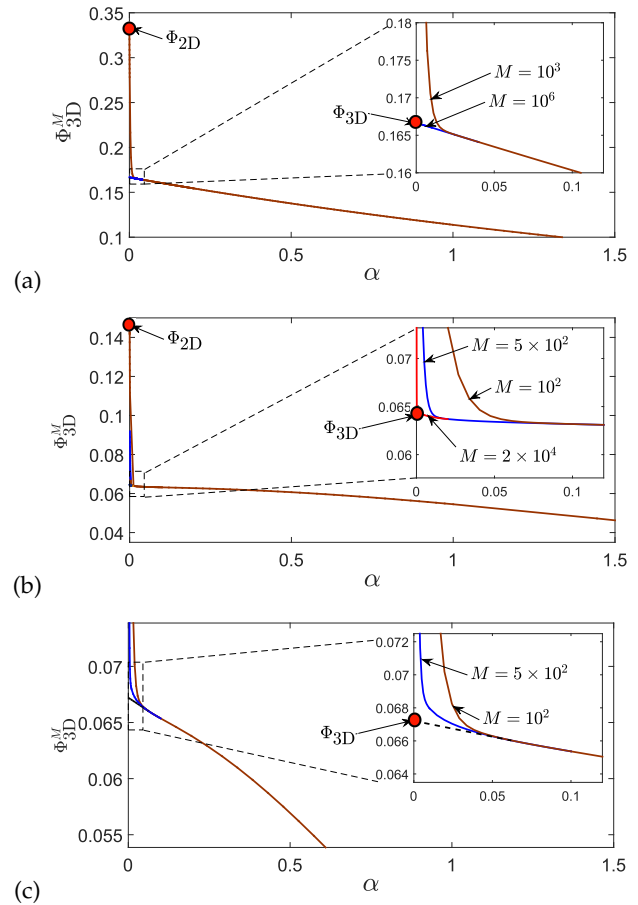 0.35
0.3
0.25
0.2
0.15
0.1
Φ_{3D}^{M}
Φ_{2D}
0 0.5 1 1.5
α
0.18
0.175
0.17
0.165
0.16
M = 10^3
M = 10^6
Φ_{3D}
0 0.05 0.1
(a)
0.14
0.12
0.1
0.08
0.06
0.04
Φ_{3D}^{M}
Φ_{2D}
0 0.5 1 1.5
α
0.07
0.065
0.06
M = 5 × 10^2
M = 10^2
Φ_{3D}
M = 2 × 10^4
0 0.05 0.1
(b)
0.07
0.065
0.06
0.055
Φ_{3D}^{M}
0 0.5 1 1.5
α
0.072
0.07
0.068
0.066
0.064
M = 5 × 10^2
M = 10^2
Φ_{3D}
0 0.05 0.1
(c)